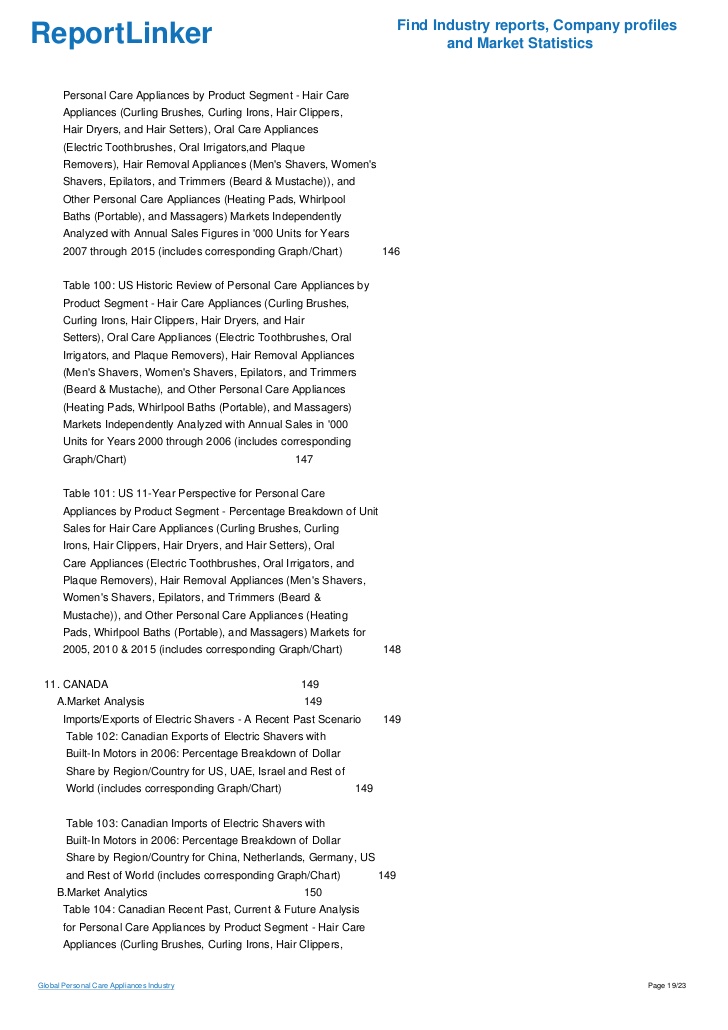 ReportLinker
Find Industry reports, Company profiles
and Market Statistics
Personal Care Appliances by Product Segment - Hair Care
Appliances (Curling Brushes, Curling Irons, Hair Clippers,
Hair Dryers, and Hair Setters), Oral Care Appliances
(Electric Toothbrushes, Oral Irrigators,and Plaque
Removers), Hair Removal Appliances (Men's Shavers, Women's
Shavers, Epilators, and Trimmers (Beard & Mustache)), and
Other Personal Care Appliances (Heating Pads, Whirlpool
Baths (Portable), and Massagers) Markets Independently
Analyzed with Annual Sales Figures in '000 Units for Years
2007 through 2015 (includes corresponding Graph/Chart) 146
Table 100: US Historic Review of Personal Care Appliances by
Product Segment - Hair Care Appliances (Curling Brushes,
Curling Irons, Hair Clippers, Hair Dryers, and Hair
Setters), Oral Care Appliances (Electric Toothbrushes, Oral
Irrigators, and Plaque Removers), Hair Removal Appliances
(Men's Shavers, Women's Shavers, Epilators, and Trimmers
(Beard & Mustache), and Other Personal Care Appliances
(Heating Pads, Whirlpool Baths (Portable), and Massagers)
Markets Independently Analyzed with Annual Sales in '000
Units for Years 2000 through 2006 (includes corresponding
Graph/Chart) 147
Table 101: US 11-Year Perspective for Personal Care
Appliances by Product Segment - Percentage Breakdown of Unit
Sales for Hair Care Appliances (Curling Brushes, Curling
Irons, Hair Clippers, Hair Dryers, and Hair Setters), Oral
Care Appliances (Electric Toothbrushes, Oral Irrigators, and
Plaque Removers), Hair Removal Appliances (Men's Shavers,
Women's Shavers, Epilators, and Trimmers (Beard &
Mustache)), and Other Personal Care Appliances (Heating
Pads, Whirlpool Baths (Portable), and Massagers) Markets for
2005, 2010 & 2015 (includes corresponding Graph/Chart) 148
11. CANADA 149
A.Market Analysis 149
Imports/Exports of Electric Shavers - A Recent Past Scenario 149
Table 102: Canadian Exports of Electric Shavers with
Built-In Motors in 2006: Percentage Breakdown of Dollar
Share by Region/Country for US, UAE, Israel and Rest of
World (includes corresponding Graph/Chart) 149
Table 103: Canadian Imports of Electric Shavers with
Built-In Motors in 2006: Percentage Breakdown of Dollar
Share by Region/Country for China, Netherlands, Germany, US
and Rest of World (includes corresponding Graph/Chart) 149
B.Market Analytics 150
Table 104: Canadian Recent Past, Current & Future Analysis
for Personal Care Appliances by Product Segment - Hair Care
Appliances (Curling Brushes, Curling Irons, Hair Clippers,
Global Personal Care Appliances Industry
Page 19/23